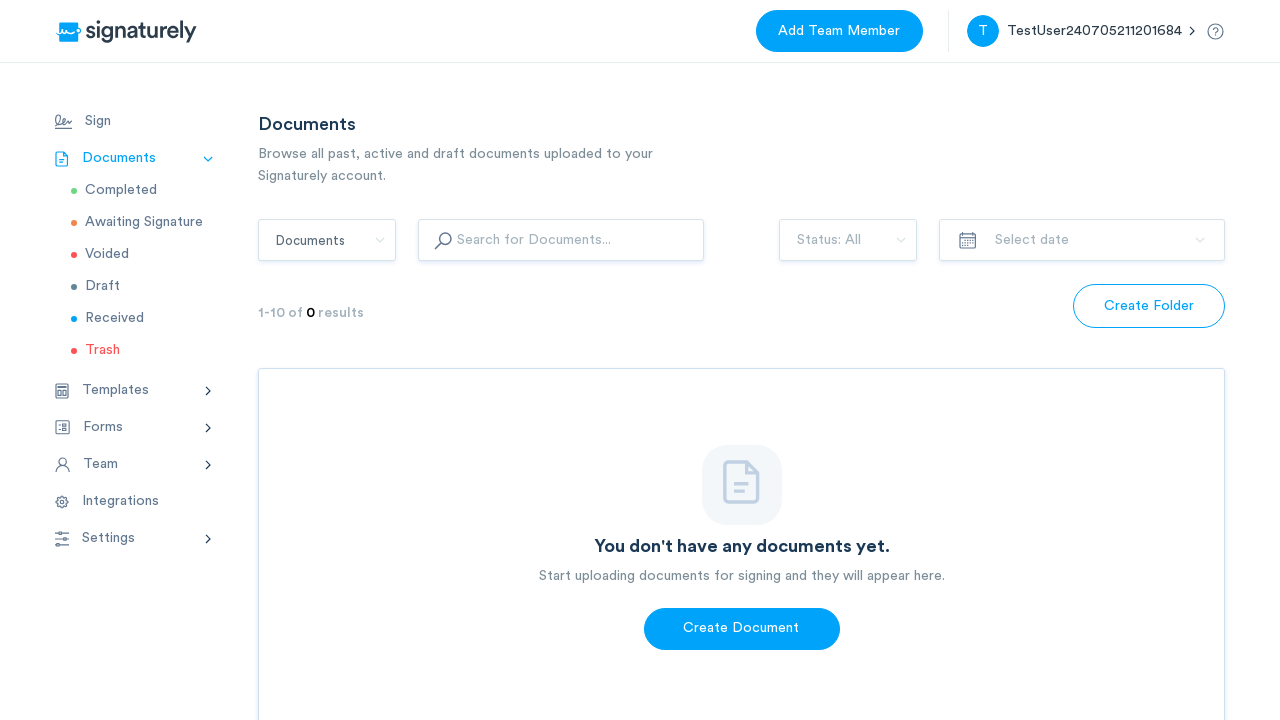 signaturely
Add Team Member
T
TestUser240705211201684
Sign
Documents
Completed
Awaiting Signature
Voided
Draft
Received
Trash
Templates
Forms
Team
Integrations
Settings
Documents
Browse all past, active and draft documents uploaded to your
Signaturely account.
Documents
Search for Documents...
Status: All
Select date
1-10 of 0 results
Create Folder
You don't have any documents yet.
Start uploading documents for signing and they will appear here.
Create Document